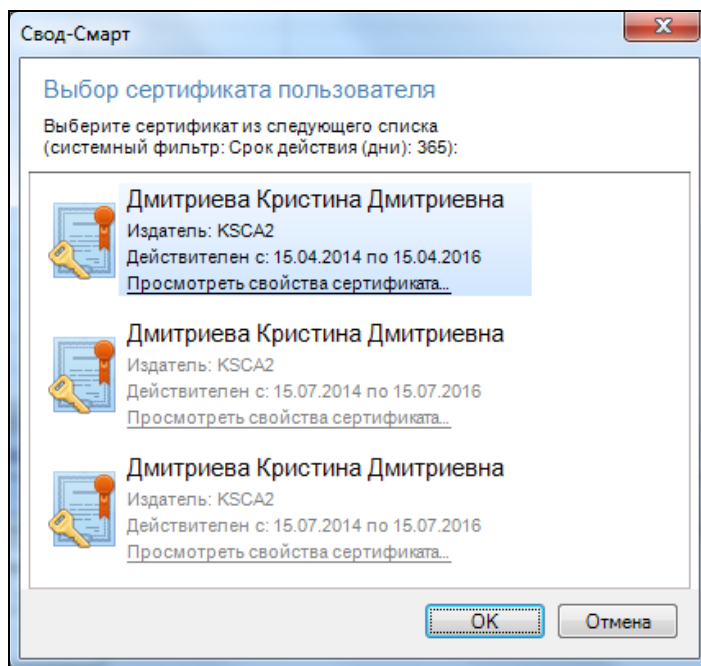 Свод-Смарт
Выбор сертификата пользователя
Выберите сертификат из следующего списка
(системный фильтр: Срок действия (дни): 365):
Дмитриева Кристина Дмитриевна
Издатель: KSCA2
Действителен с: 15.04.2014 по 15.04.2016
Просмотреть свойства сертификата...
Дмитриева Кристина Дмитриевна
Издатель: KSCA2
Действителен с: 15.07.2014 по 15.07.2016
Просмотреть свойства сертификата...
Дмитриева Кристина Дмитриевна
Издатель: KSCA2
Действителен с: 15.07.2014 по 15.07.2016
Просмотреть свойства сертификата...
OK Отмена